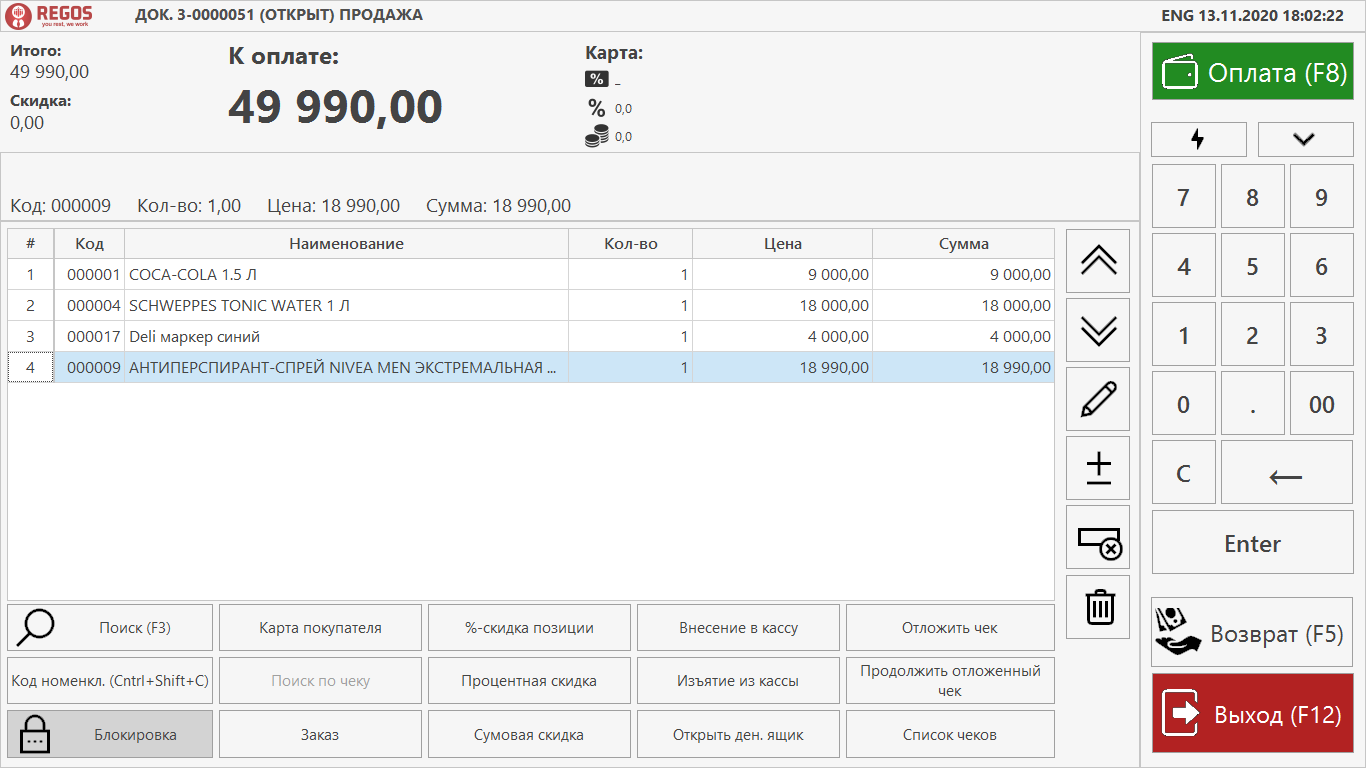 REGOS
you rest, we work
ДОК. 3-0000051 (ОТКРЫТ) ПРОДАЖА
ENG 13.11.2020 18:02:22
Итого:
49 990,00
Скидка:
0,00
К оплате:
49 990,00
Карта:
% _
% 0,0
0,0
Код: 000009 Кол-во: 1,00 Цена: 18 990,00 Сумма: 18 990,00
# Код Наименование Кол-во Цена Сумма
1 000001 COCA-COLA 1.5 Л 1 9 000,00 9 000,00
2 000004 SCHWEPPES TONIC WATER 1 Л 1 18 000,00 18 000,00
3 000017 Deli маркер синий 1 4 000,00 4 000,00
4 000009 АНТИПЕРСПИРАНТ-СПРЕЙ NIVEA MEN ЭКСТРЕМАЛЬНАЯ ... 1 18 990,00 18 990,00
Поиск (F3) Карта покупателя %-скидка позиции Внесение в кассу Отложить чек
Код номенкл. (Cntrl+Shift+C) Поиск по чеку Процентная скидка Изъятие из кассы Продолжить отложенный
чек
Блокировка Заказ Сумовая скидка Открыть ден. ящик Список чеков
Оплата (F8)
7 8 9
4 5 6
1 2 3
0 . 00
C ←
Enter
Возврат (F5)
Выход (F12)